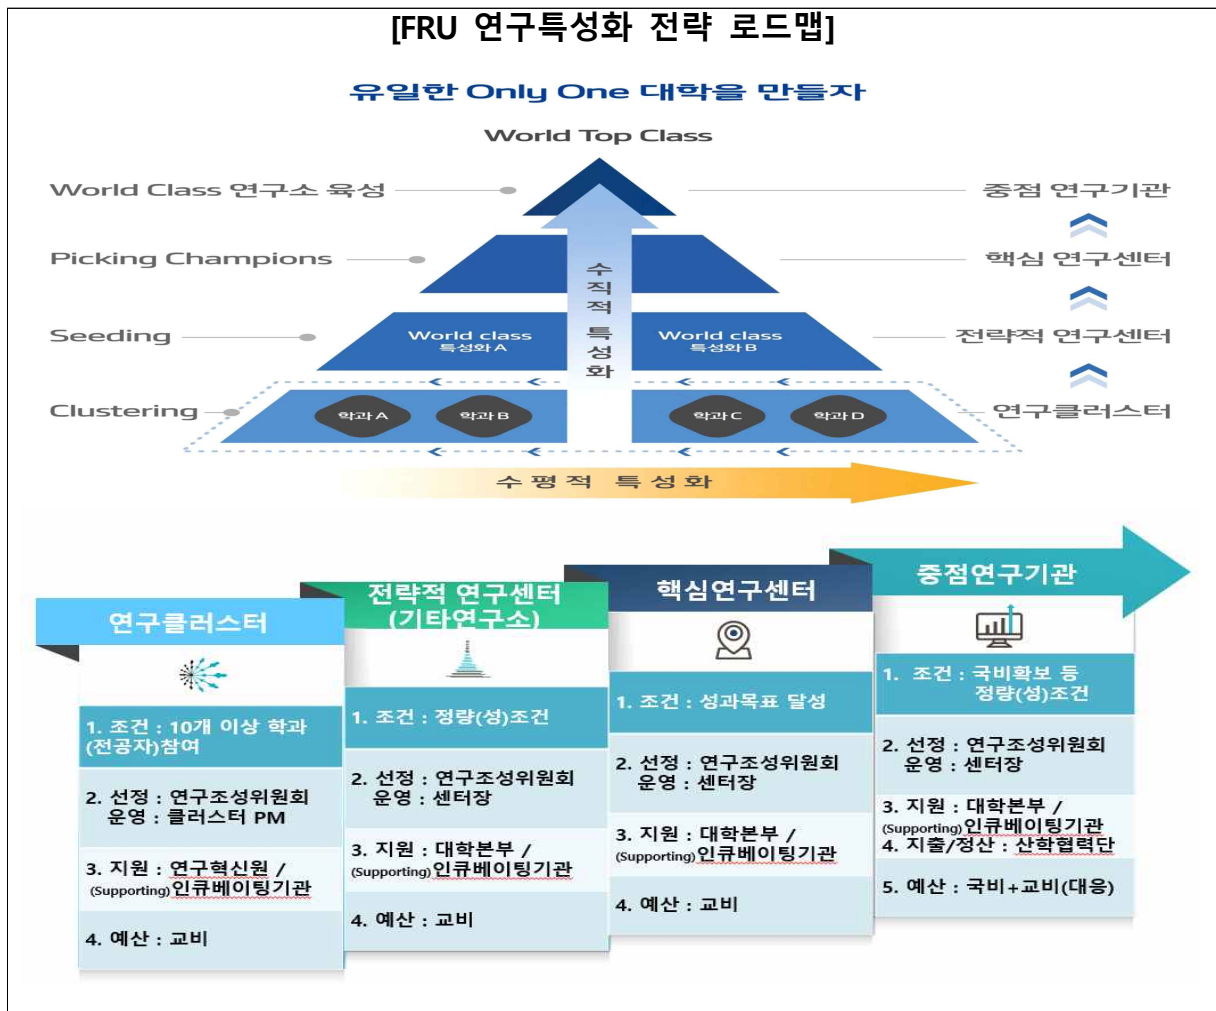 [FRU 연구특성화 전략 로드맵]
유일한 Only One 대학을 만들자
World Top Class
World Class 연구소 육성
중점 연구기관
Picking Champions
핵심 연구센터
Seeding
World class
특성화 A
World class
특성화 B
전략적 연구센터
Clustering
학과 A
학과 B
학과 C
학과 D
연구클러스터
수직적 특성화
수평적 특성화
연구클러스터
1. 조건 : 10개 이상 학과
(전공자)참여
2. 선정 : 연구조성위원회
운영 : 클러스터 PM
3. 지원 : 연구혁신원 /
(Supporting)인큐베이팅기관
4. 예산 : 교비
전략적 연구센터
(기타연구소)
1. 조건 : 정량(성)조건
2. 선정 : 연구조성위원회
운영 : 센터장
3. 지원 : 대학본부 /
(Supporting)인큐베이팅기관
4. 예산 : 교비
핵심연구센터
1. 조건 : 성과목표 달성
2. 선정 : 연구조성위원회
운영 : 센터장
3. 지원 : 대학본부 /
(Supporting)인큐베이팅기관
4. 예산 : 교비
중점연구기관
1. 조건 : 국비확보 등
정량(성)조건
2. 선정 : 연구조성위원회
운영 : 센터장
3. 지원 : 대학본부 /
(Supporting)인큐베이팅기관
4. 지출/정산 : 산학협력단
5. 예산 : 국비+교비(대응)